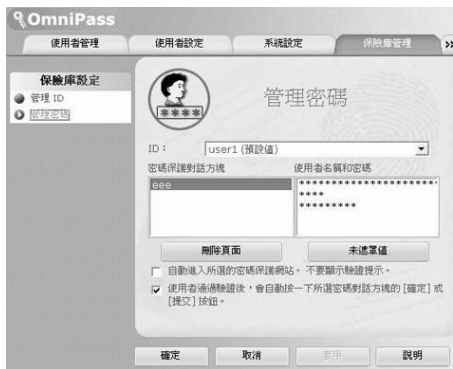 OmniPass
使用者管理
使用者設定
系統設定
保險庫管理
>>
保險庫設定
管理 ID
管理密碼
****
管理密碼
ID：
user1 (預設值)
密碼保護對話方塊
使用者名稱和密碼
eee
***********************
****
*********
刪除頁面
未遮罩值
自動進入所選的密碼保護網站。不要顯示驗證提示。
使用者通過驗證後，會自動按一下所選密碼對話方塊的 [確定] 或
[提交] 按鈕。
確定
取消
套用
說明